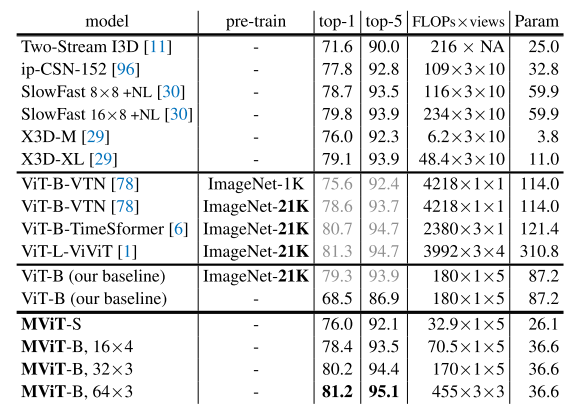 model pre-train top-1 top-5 FLOPs×views Param
Two-Stream I3D [11] - 71.6 90.0 216 × NA 25.0
ip-CSN-152 [96] - 77.8 92.8 109×3×10 32.8
SlowFast 8×8 +NL [30] - 78.7 93.5 116×3×10 59.9
SlowFast 16×8 +NL [30] - 79.8 93.9 234×3×10 59.9
X3D-M [29] - 76.0 92.3 6.2×3×10 3.8
X3D-XL [29] - 79.1 93.9 48.4×3×10 11.0
ViT-B-VTN [78] ImageNet-1K 75.6 92.4 4218×1×1 114.0
ViT-B-VTN [78] ImageNet-21K 78.6 93.7 4218×1×1 114.0
ViT-B-TimeSformer [6] ImageNet-21K 80.7 94.7 2380×3×1 121.4
ViT-L-ViViT [1] ImageNet-21K 81.3 94.7 3992×3×4 310.8
ViT-B (our baseline) ImageNet-21K 79.3 93.9 180×1×5 87.2
ViT-B (our baseline) - 68.5 86.9 180×1×5 87.2
MViT-S - 76.0 92.1 32.9×1×5 26.1
MViT-B, 16×4 - 78.4 93.5 70.5×1×5 36.6
MViT-B, 32×3 - 80.2 94.4 170×1×5 36.6
MViT-B, 64×3 - 81.2 95.1 455×3×3 36.6